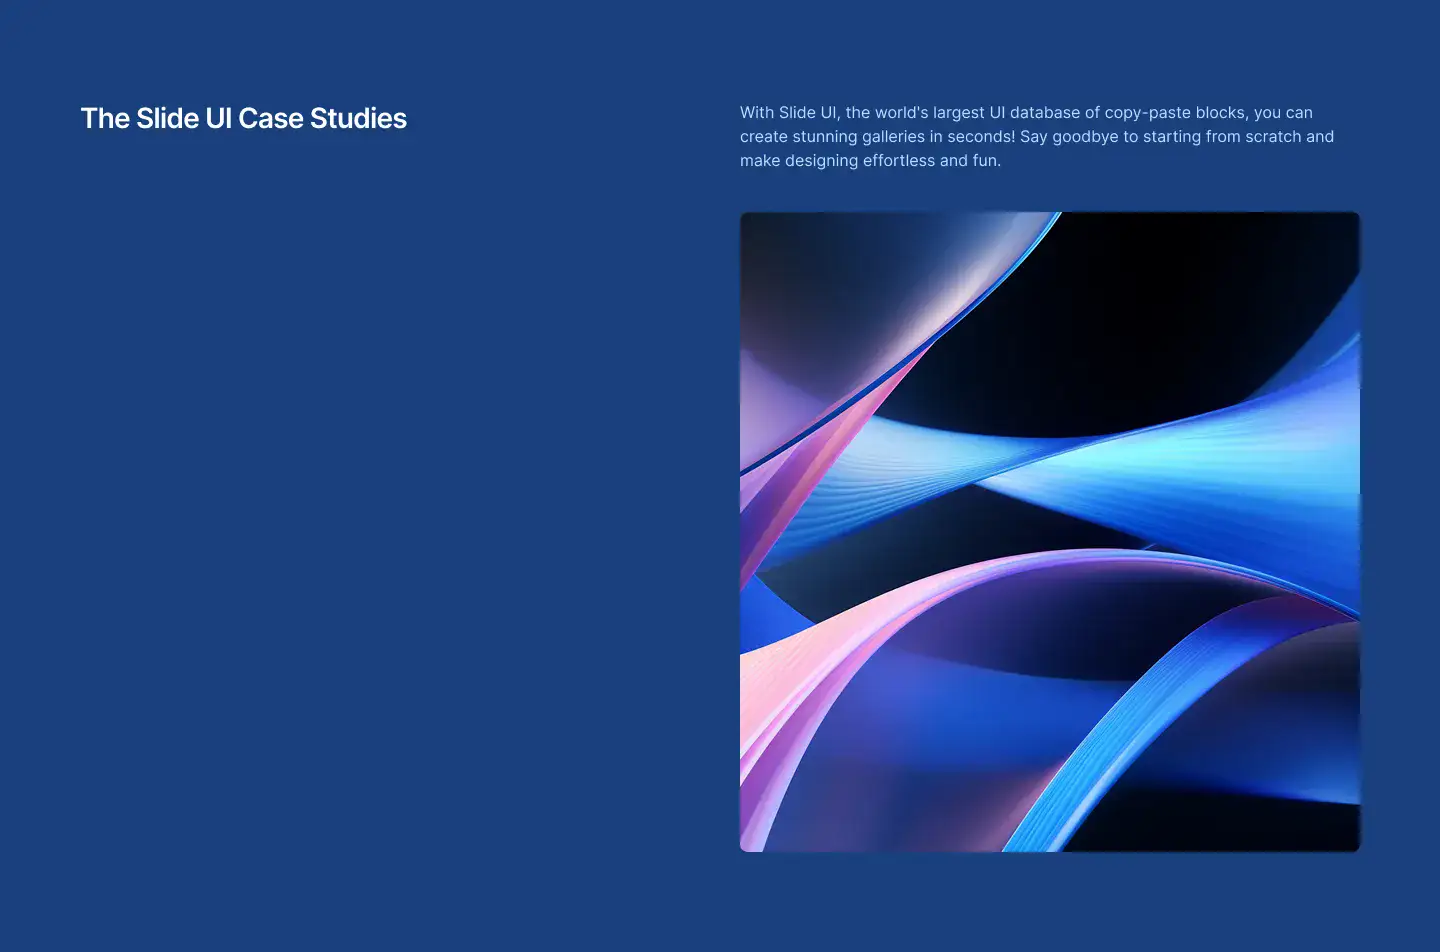 The Slide UI Case Studies
With Slide UI, the world's largest UI database of copy-paste blocks, you can
create stunning galleries in seconds! Say goodbye to starting from scratch and
make designing effortless and fun.